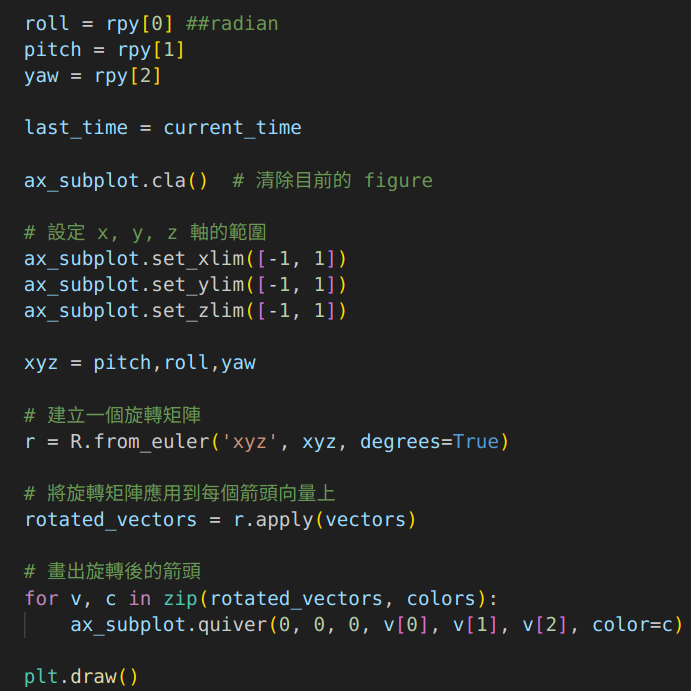 roll = rpy[0] ##radian
pitch = rpy[1]
yaw = rpy[2]
last_time = current_time
ax_subplot.cla()  # 清除目前的 figure
# 設定 x, y, z 軸的範圍
ax_subplot.set_xlim([-1, 1])
ax_subplot.set_ylim([-1, 1])
ax_subplot.set_zlim([-1, 1])
xyz = pitch,roll,yaw
# 建立一個旋轉矩陣
r = R.from_euler('xyz', xyz, degrees=True)
# 將旋轉矩陣應用到每個箭頭向量上
rotated_vectors = r.apply(vectors)
# 畫出旋轉後的箭頭
for v, c in zip(rotated_vectors, colors):
    ax_subplot.quiver(0, 0, 0, v[0], v[1], v[2], color=c)
plt.draw()